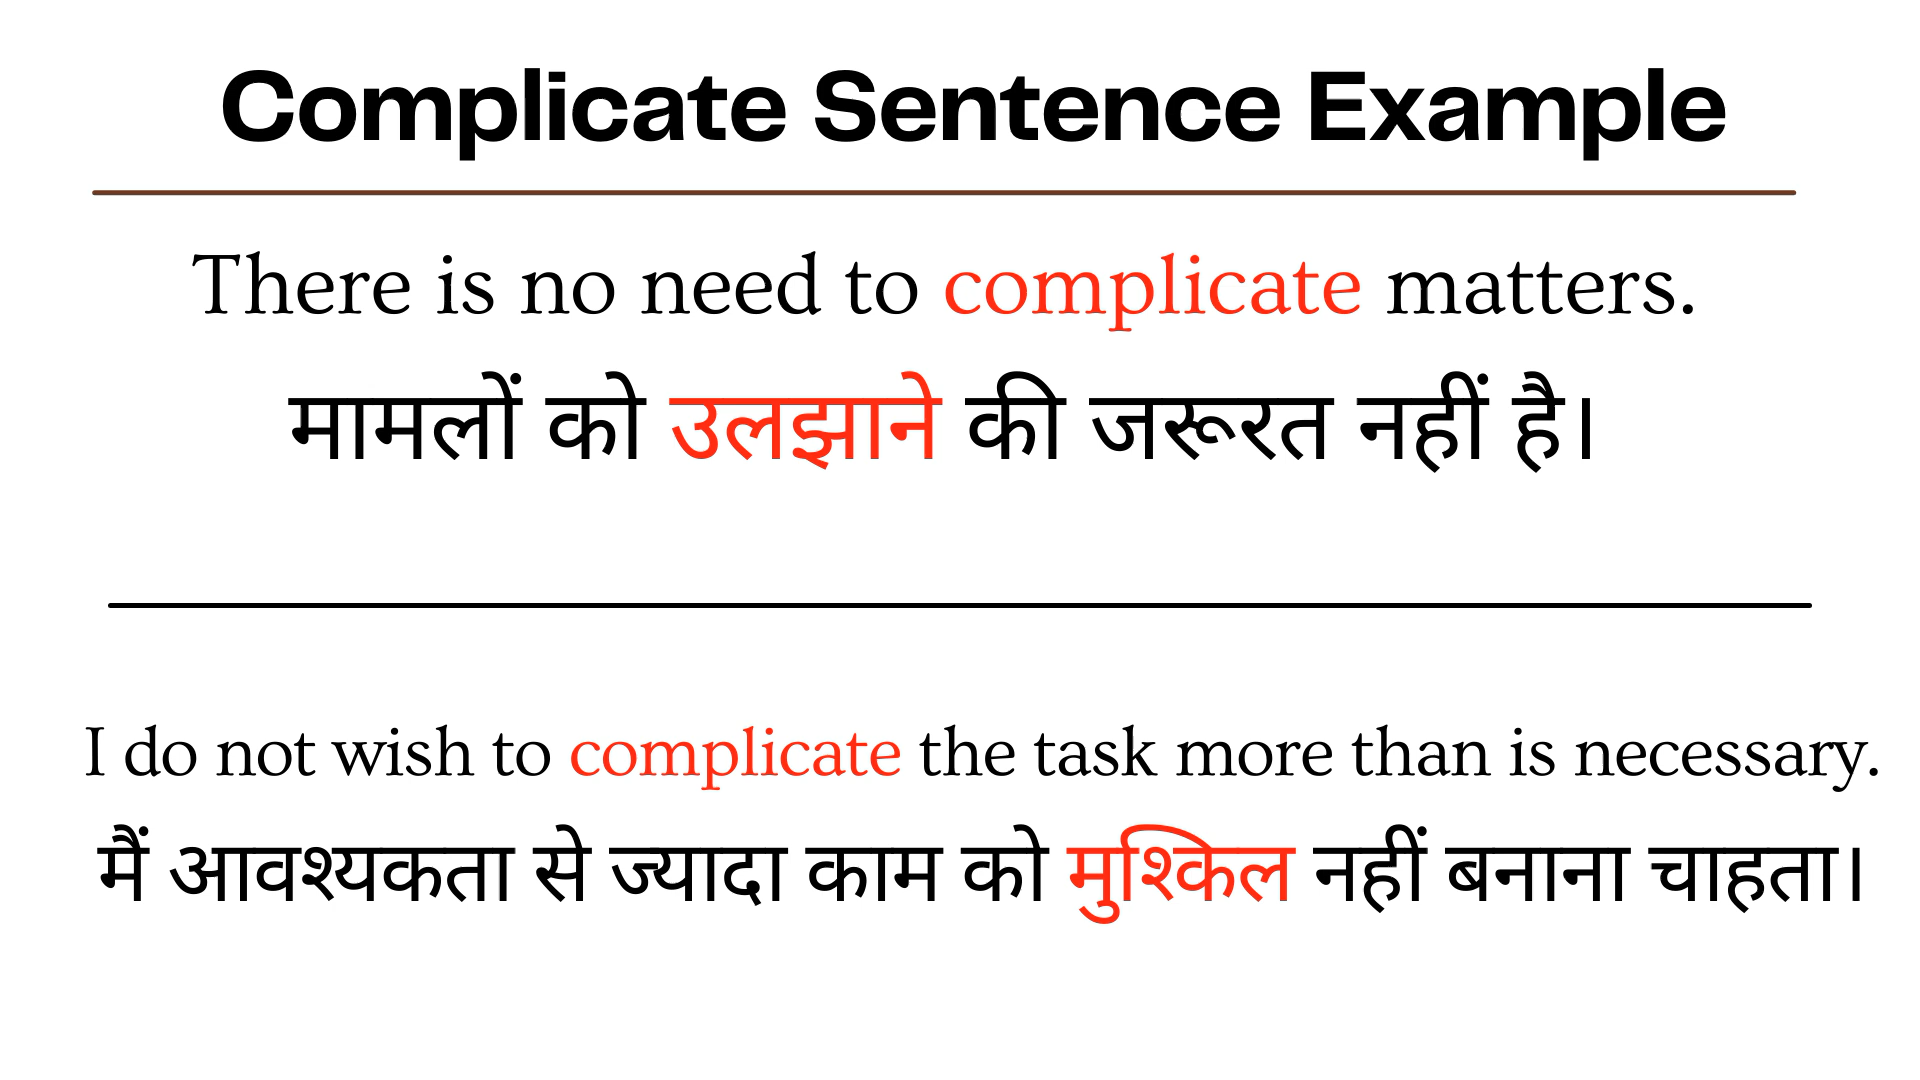 Complicate Sentence Example
There is no need to complicate matters.
मामलों को उलझाने की जरूरत नहीं है।
I do not wish to complicate the task more than is necessary.
मैं आवश्यकता से ज्यादा काम को मुश्किल नहीं बनाना चाहता।